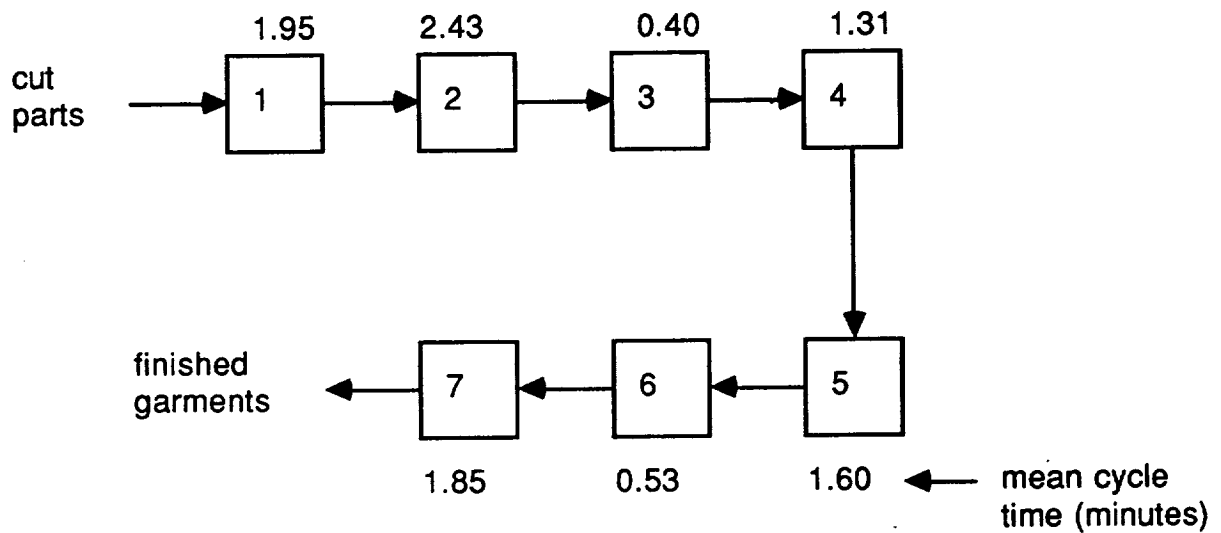 1.95 2.43 0.40 1.31
cut
parts
1 2 3 4
finished
garments
7 6 5
1.85 0.53 1.60 mean cycle
time (minutes)